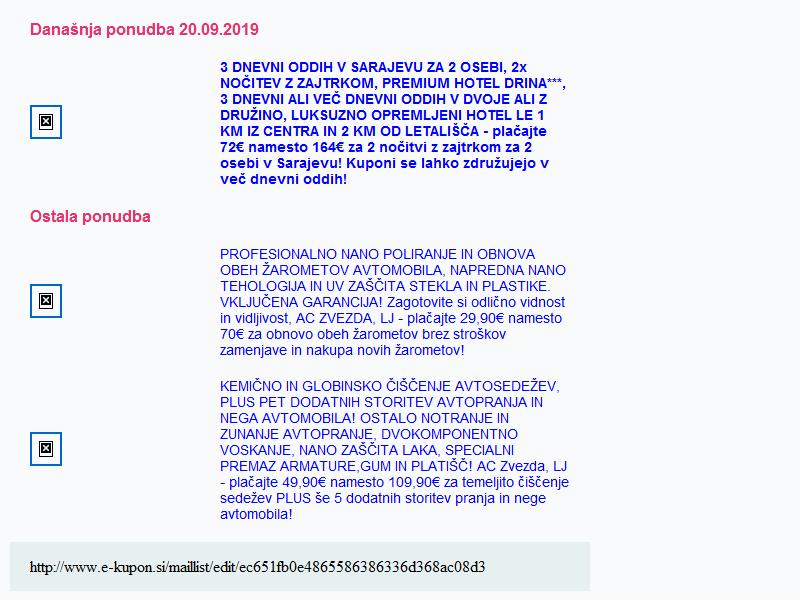 Današnja ponudba 20.09.2019
3 DNEVNI ODDIH V SARAJEVU ZA 2 OSEBI, 2x
NOČITEV Z ZAJTRKOM, PREMIUM HOTEL DRINA***,
3 DNEVNI ALI VEČ DNEVNI ODDIH V DVOJE ALI Z
DRUŽINO, LUKSUZNO OPREMLJENI HOTEL LE 1
KM IZ CENTRA IN 2 KM OD LETALIŠČA - plačajte
72€ namesto 164€ za 2 nočitvi z zajtrkom za 2
osebi v Sarajevu! Kuponi se lahko združujejo v
več dnevni oddih!
Ostala ponudba
PROFESIONALNO NANO POLIRANJE IN OBNOVA
OBEH ŽAROMETOV AVTOMOBILA, NAPREDNA NANO
TEHOLOGIJA IN UV ZAŠČITA STEKLA IN PLASTIKE.
VKLJUČENA GARANCIJA! Zagotovite si odlično vidnost
in vidljivost, AC ZVEZDA, LJ - plačajte 29,90€ namesto
70€ za obnovo obeh žarometov brez stroškov
zamenjave in nakupa novih žarometov!
KEMIČNO IN GLOBINSKO ČIŠČENJE AVTOSEDEŽEV,
PLUS PET DODATNIH STORITEV AVTOPRANJA IN
NEGA AVTOMOBILA! OSTALO NOTRANJE IN
ZUNANJE AVTOPRANJE, DVOKOMPONENTNO
VOSKANJE, NANO ZAŠČITA LAKA, SPECIALNI
PREMAZ ARMATURE,GUM IN PLATIŠČ! AC Zvezda, LJ
- plačajte 49,90€ namesto 109,90€ za temeljito čiščenje
sedežev PLUS še 5 dodatnih storitev pranja in nege
avtomobila!
http://www.e-kupon.si/maillist/edit/ec651fb0e4865586386336d368ac08d3